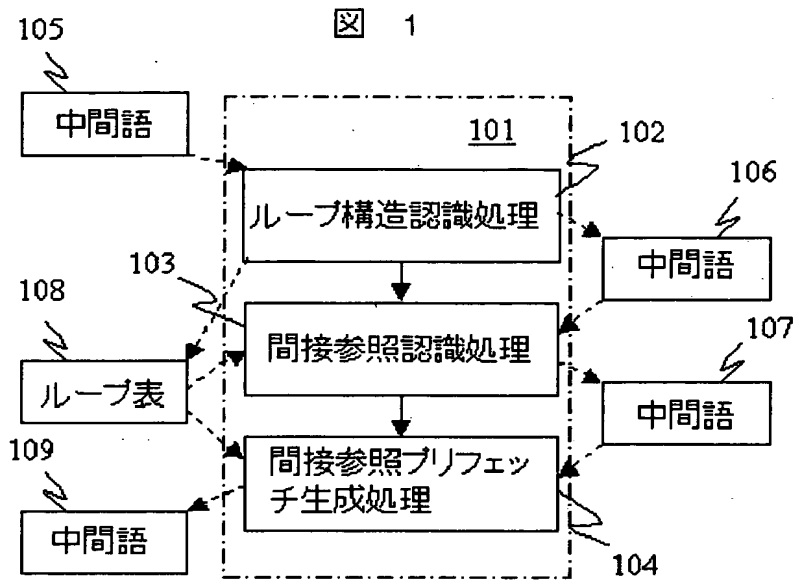 図 1
105
中間語
101
102
ループ構造認識処理
106
中間語
103
108
間接参照認識処理
107
ループ表
中間語
109
間接参照プリフェッ
チ生成処理
中間語
104